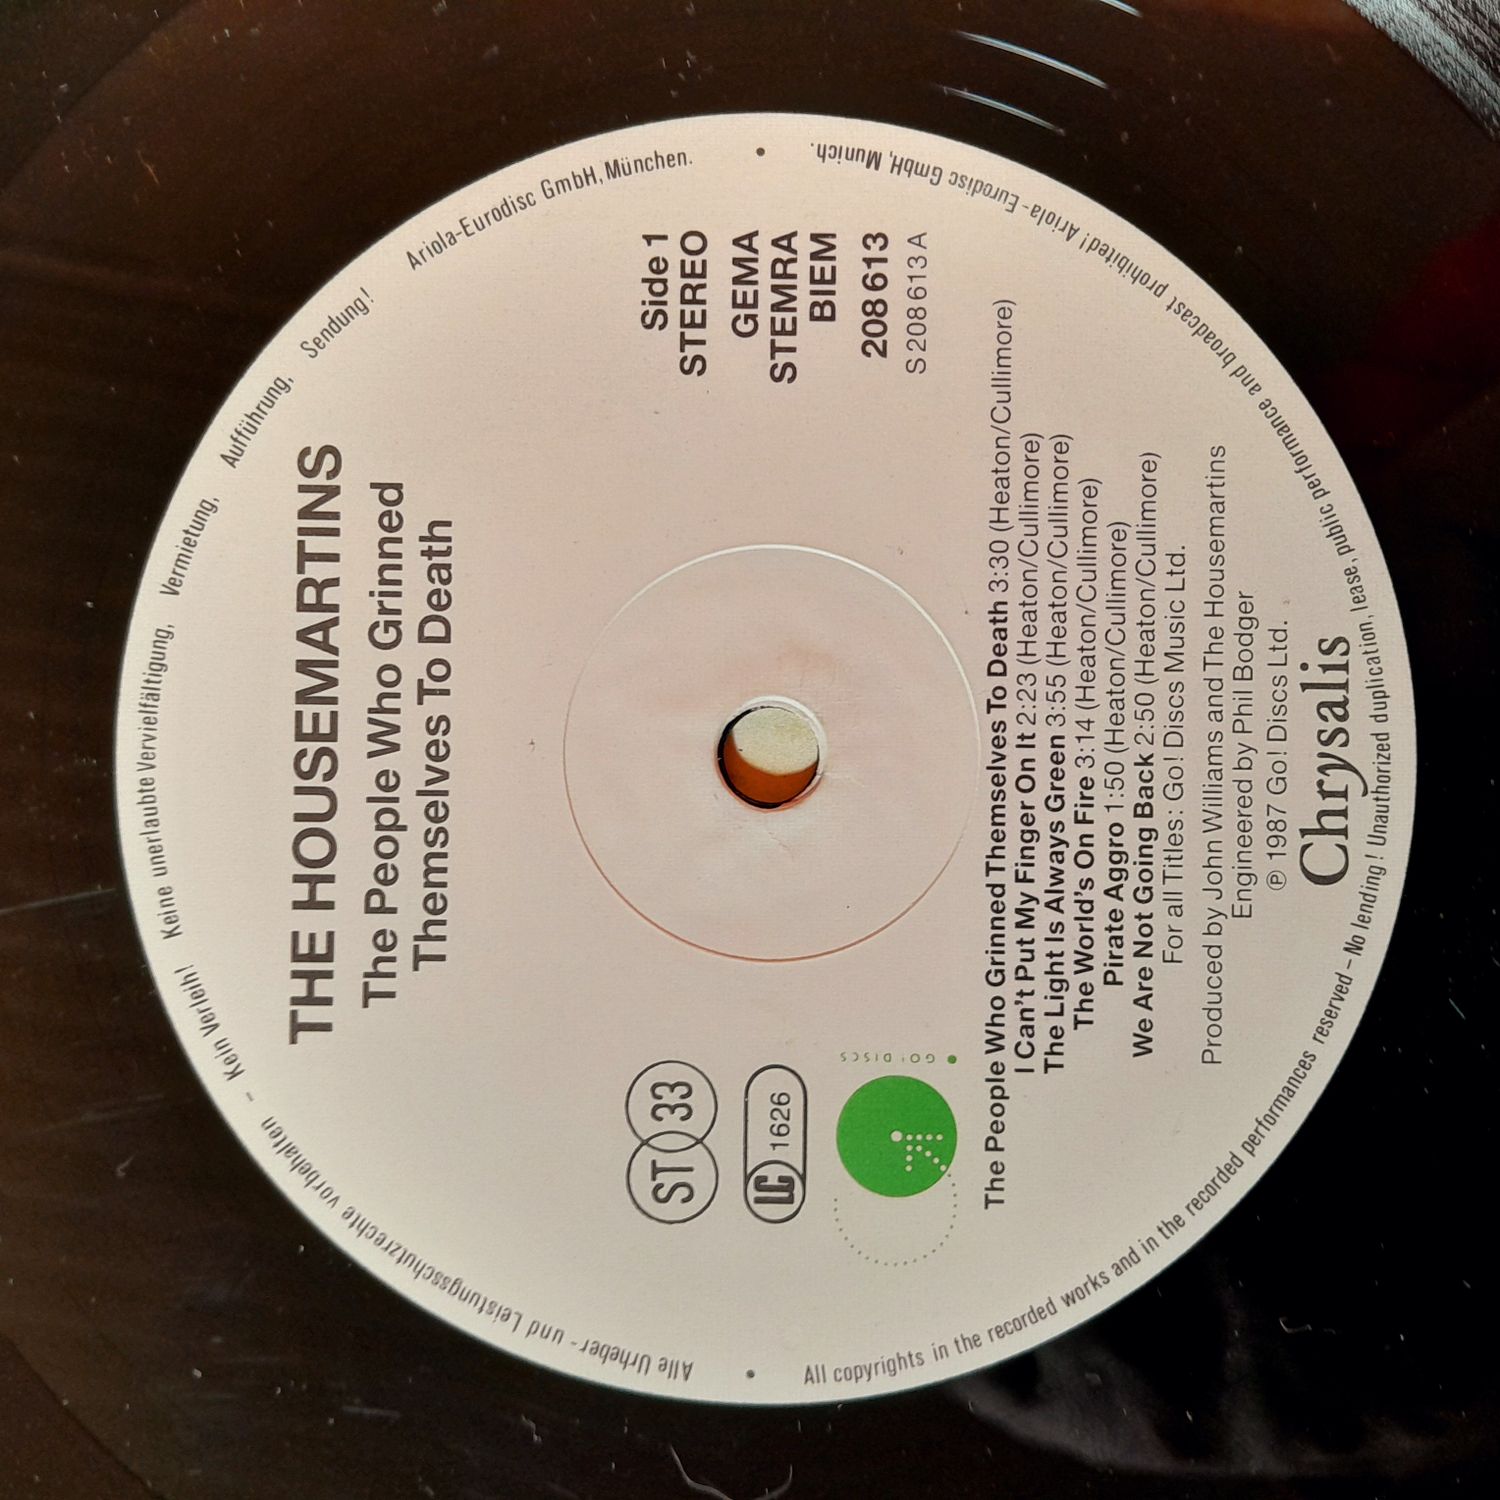 THE HOUSEMARTINS
The People Who Grinned
Themselves To Death
ST 33
LC 1626
GO! DISCS
Side 1
STEREO
GEMA
STEMRA
BIEM
208 613
S 208 613 A
The People Who Grinned Themselves To Death 3:30 (Heaton/Cullimore)
I Can't Put My Finger On It 2:23 (Heaton/Cullimore)
The Light Is Always Green 3:55 (Heaton/Cullimore)
The World's On Fire 3:14 (Heaton/Cullimore)
Pirate Aggro 1:50 (Heaton/Cullimore)
We Are Not Going Back 2:50 (Heaton/Cullimore)
For all Titles: Go! Discs Music Ltd.
Produced by John Williams and The Housemartins
Engineered by Phil Bodger
℗ 1987 Go! Discs Ltd.
Chrysalis
Alle Urheber- und Leistungsschutzrechte vorbehalten – Kein Verleih! Keine unerlaubte Vervielfältigung, Vermietung, Aufführung, Sendung! Ariola-Eurodisc GmbH, München.
All copyrights in the recorded works and in the recorded performances reserved – No lending! Unauthorized duplication, lease, public performance and broadcast prohibited! Ariola-Eurodisc GmbH, Munich.